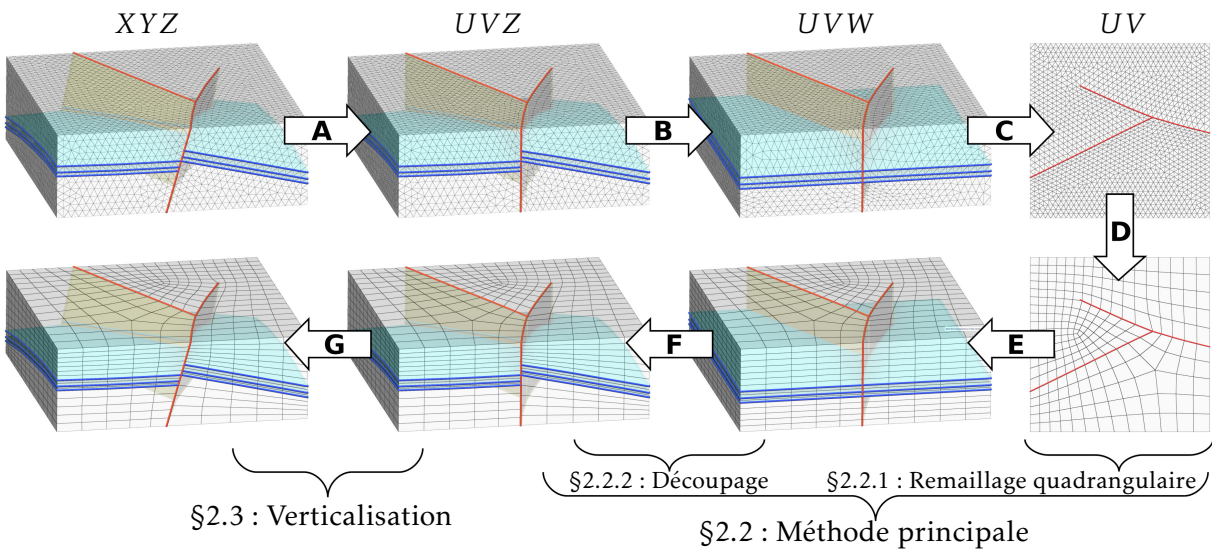 XYZ
UVZ
UVW
UV
A
B
C
D
G
F
E
§2.2.2 : Découpage
§2.2.1 : Remaillage quadrangulaire
§2.3 : Verticalisation
§2.2 : Méthode principale